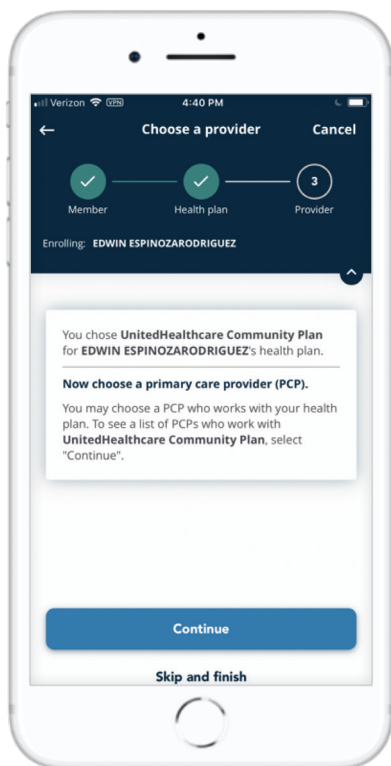 Verizon VPN 4:40 PM
Choose a provider Cancel
3
Member Health plan Provider
Enrolling: EDWIN ESPINOZARODRIGUEZ
You chose UnitedHealthcare Community Plan
for EDWIN ESPINOZARODRIGUEZ's health plan.
Now choose a primary care provider (PCP).
You may choose a PCP who works with your health
plan. To see a list of PCPs who work with
UnitedHealthcare Community Plan, select
"Continue".
Continue
Skip and finish